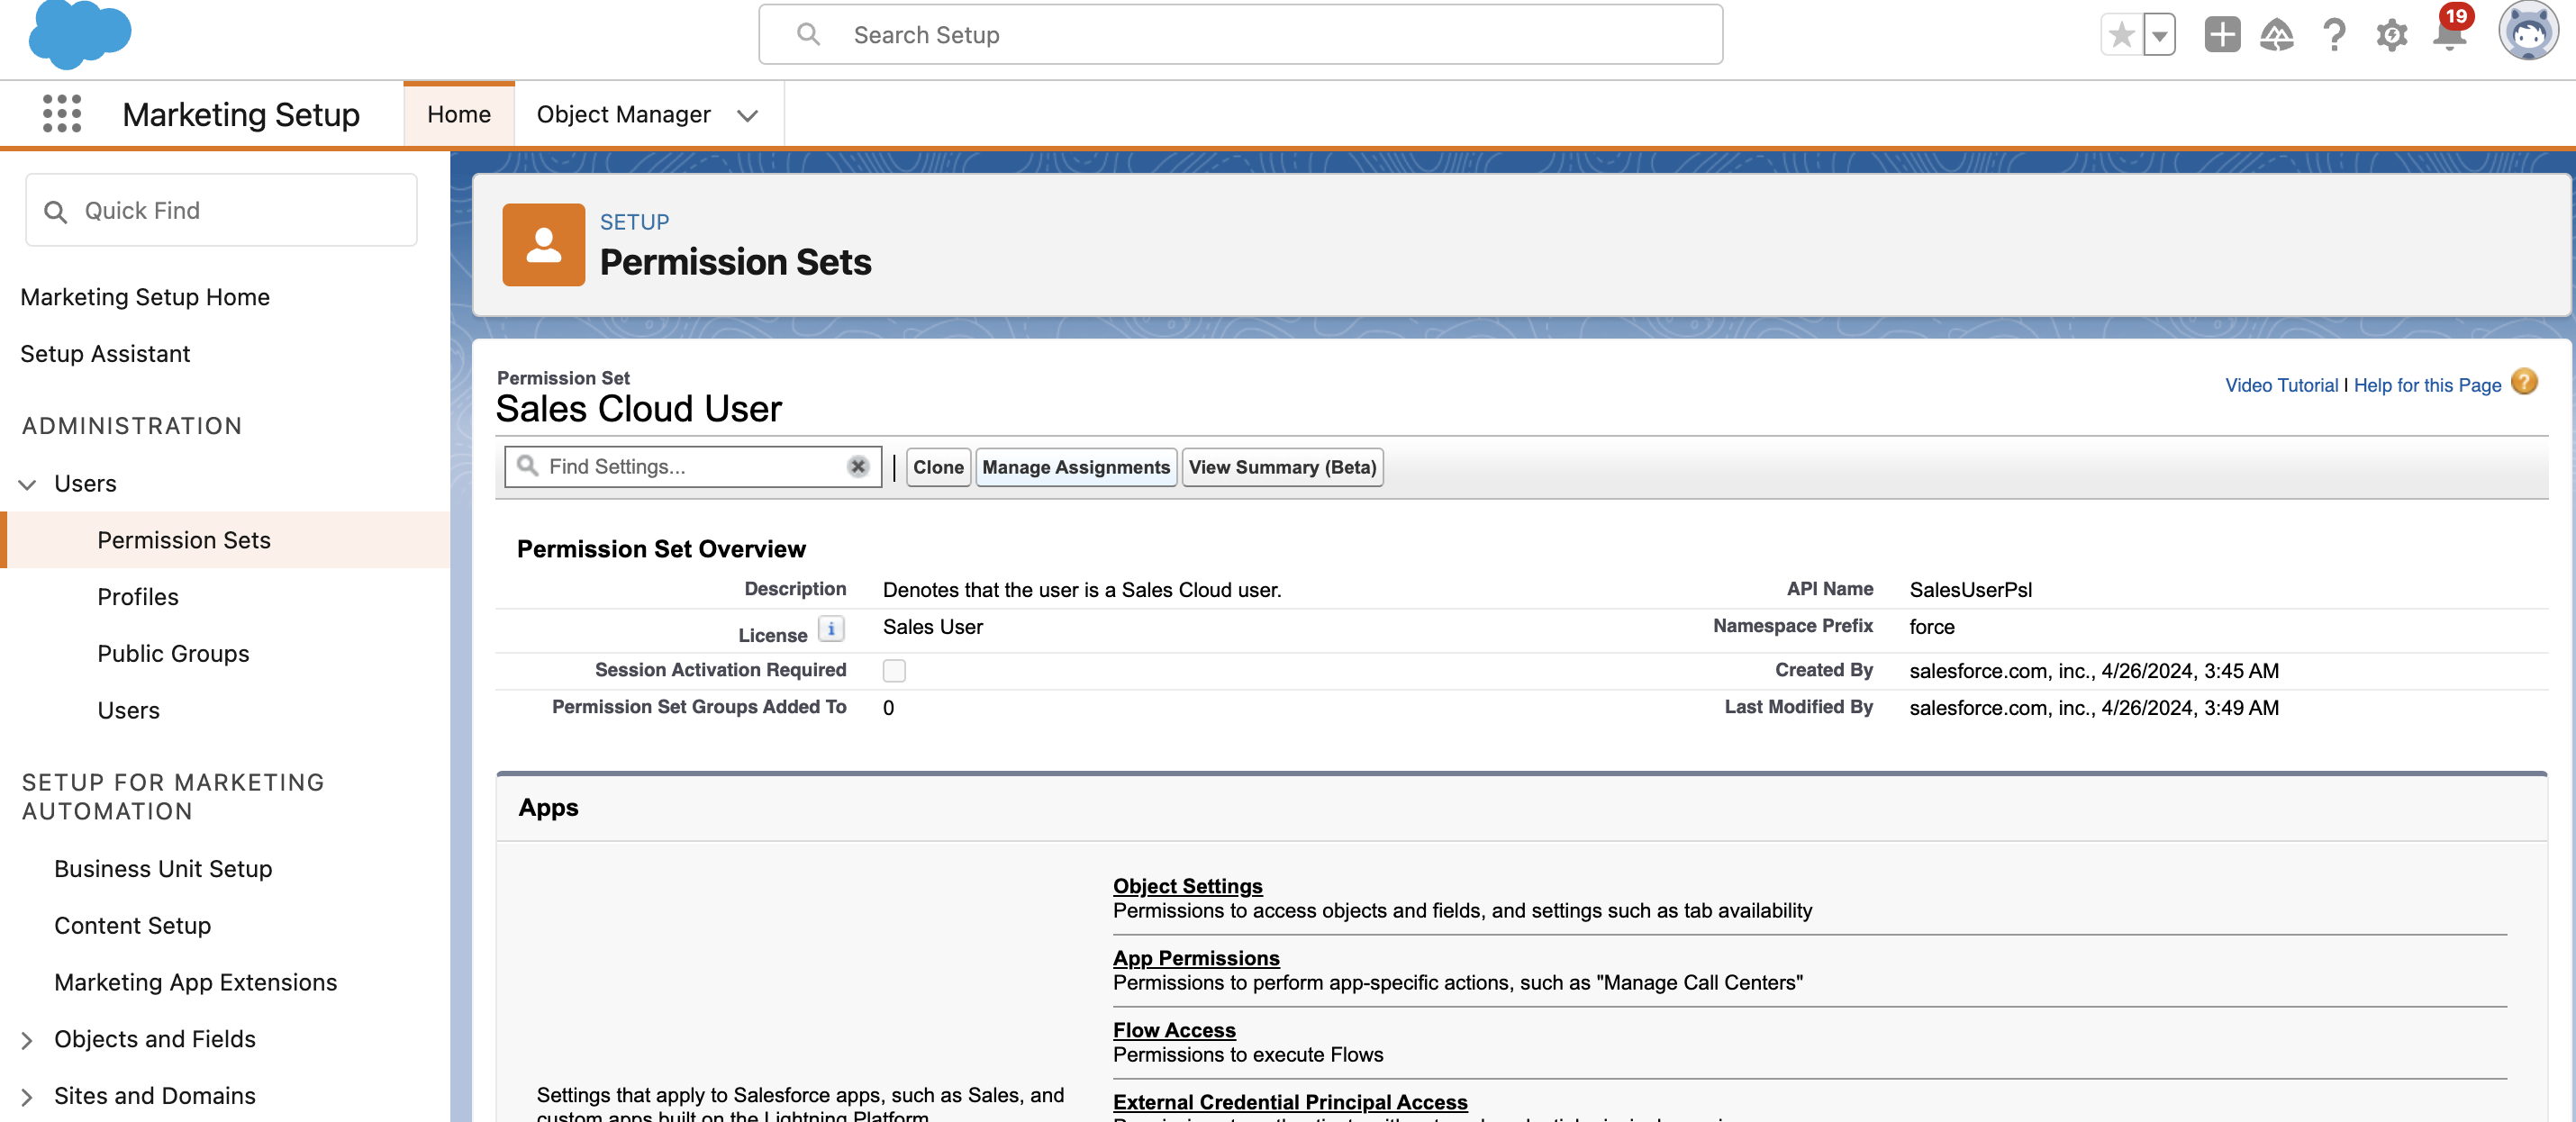 Search Setup
19
Marketing Setup
Home
Object Manager
Quick Find
Marketing Setup Home
Setup Assistant
ADMINISTRATION
Users
Permission Sets
Profiles
Public Groups
Users
SETUP FOR MARKETING
AUTOMATION
Business Unit Setup
Content Setup
Marketing App Extensions
Objects and Fields
Sites and Domains
SETUP
Permission Sets
Permission Set
Sales Cloud User
Video Tutorial | Help for this Page ?
Find Settings... | Clone Manage Assignments View Summary (Beta)
Permission Set Overview
Description Denotes that the user is a Sales Cloud user. API Name SalesUserPsl
License i Sales User Namespace Prefix force
Session Activation Required Created By salesforce.com, inc., 4/26/2024, 3:45 AM
Permission Set Groups Added To 0 Last Modified By salesforce.com, inc., 4/26/2024, 3:49 AM
Apps
Settings that apply to Salesforce apps, such as Sales, and
custom apps built on the Lightning Platform
Object Settings
Permissions to access objects and fields, and settings such as tab availability
App Permissions
Permissions to perform app-specific actions, such as "Manage Call Centers"
Flow Access
Permissions to execute Flows
External Credential Principal Access